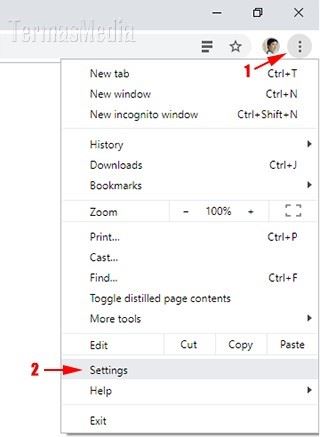 TermasMedia
1
New tab Ctrl+T
New window Ctrl+N
New incognito window Ctrl+Shift+N
History
Downloads Ctrl+J
Bookmarks
Zoom - 100% +
Print... Ctrl+P
Cast...
Find... Ctrl+F
Toggle distilled page contents
More tools
Edit Cut Copy Paste
2 Settings
Help
Exit